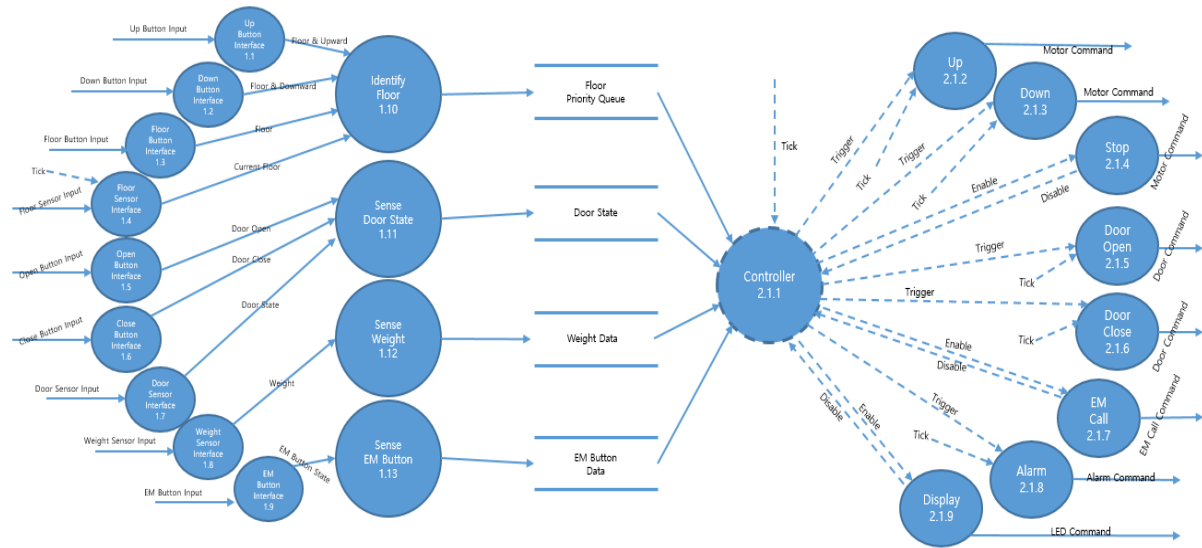 Up Button Input
Up
Button
Interface
1.1
Floor & Upward
Down Button Input
Down
Button
Interface
1.2
Floor & Downward
Floor Button Input
Floor
Button
Interface
1.3
Floor
Tick
Floor Sensor Input
Floor
Sensor
Interface
1.4
Current Floor
Open Button Input
Open
Button
Interface
1.5
Door Open
Close Button Input
Close
Button
Interface
1.6
Door Close
Door Sensor Input
Door
Sensor
Interface
1.7
Door State
Weight Sensor Input
Weight
Sensor
Interface
1.8
Weight
EM Button Input
EM
Button
Interface
1.9
EM Button State
Identify
Floor
1.10
Sense
Door State
1.11
Sense
Weight
1.12
Sense
EM Button
1.13
Floor
Priority Queue
Door State
Weight Data
EM Button
Data
Tick
Controller
2.1.1
Trigger
Tick
Up
2.1.2
Motor Command
Trigger
Tick
Down
2.1.3
Motor Command
Enable
Disable
Stop
2.1.4
Motor Command
Trigger
Tick
Door
Open
2.1.5
Door Command
Trigger
Tick
Door
Close
2.1.6
Door Command
Enable
Disable
EM
Call
2.1.7
EM Call Command
Trigger
Tick
Alarm
2.1.8
Alarm Command
Enable
Disable
Display
2.1.9
LED Command